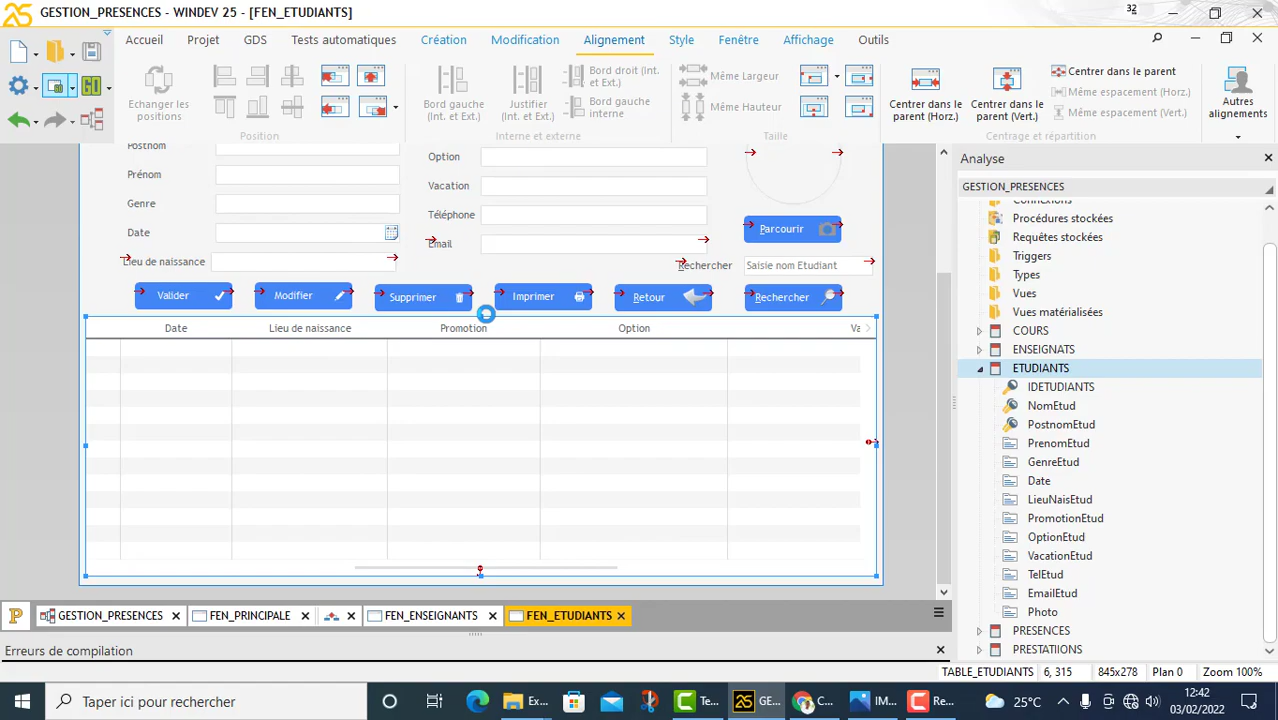 GESTION_PRESENCES - WINDEV 25 - [FEN_ETUDIANTS]
32
Accueil Projet GDS Tests automatiques Création Modification Alignement Style Fenêtre Affichage Outils
Echanger les positions
Position
Bord gauche (Int. et Ext.)
Justifier (Int. et Ext.)
Bord droit (Int. et Ext.)
Bord gauche interne
Interne et externe
Même Largeur
Même Hauteur
Taille
Centrer dans le parent (Horz.)
Centrer dans le parent (Vert.)
Centrer dans le parent
Même espacement (Horz.)
Même espacement (Vert.)
Centrage et répartition
Autres alignements
Postnom
Prénom
Genre
Date
Lieu de naissance
Option
Vacation
Téléphone
Email
Parcourir
Rechercher Saisie nom Etudiant
Valider Modifier Supprimer Imprimer Retour Rechercher
Date Lieu de naissance Promotion Option Va
Analyse
GESTION_PRESENCES
Connexions
Procédures stockées
Requêtes stockées
Triggers
Types
Vues
Vues matérialisées
COURS
ENSEIGNATS
ETUDIANTS
IDETUDIANTS
NomEtud
PostnomEtud
PrenomEtud
GenreEtud
Date
LieuNaisEtud
PromotionEtud
OptionEtud
VacationEtud
TelEtud
EmailEtud
Photo
PRESENCES
PRESTATIIONS
GESTION_PRESENCES FEN_PRINCIPALE FEN_ENSEIGNANTS FEN_ETUDIANTS
Erreurs de compilation
TABLE_ETUDIANTS 6, 315 845x278 Plan 0 Zoom 100%
Taper ici pour rechercher
Ex... Te... GE... C... IM... Re...
25°C
12:42
03/02/2022